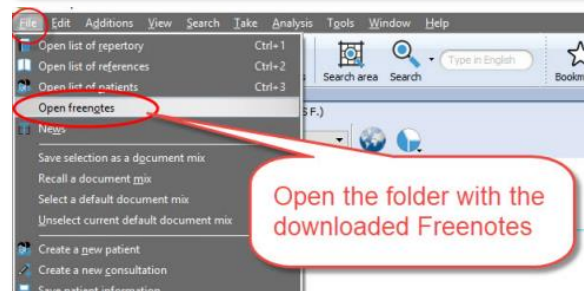 File Edit Additions View Search Take Analysis Tools Window Help
Open list of repertory Ctrl+1
Open list of references Ctrl+2
Open list of patients Ctrl+3
Open freenotes
News
Save selection as a document mix
Recall a document mix
Select a default document mix
Unselect current default document mix
Create a new patient
Create a new consultation
Save patient information
Search area Search Type in English
F.)
Open the folder with the
downloaded Freenotes